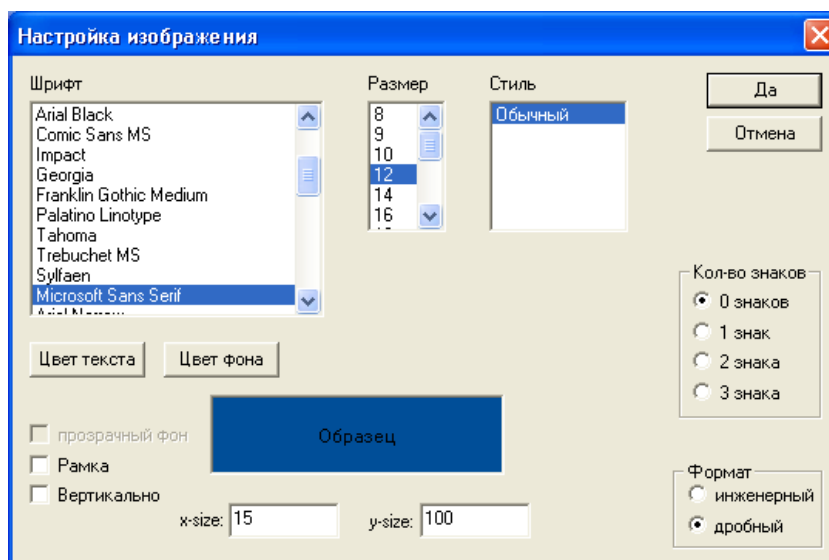 Настройка изображения
Шрифт
Arial Black
Comic Sans MS
Impact
Georgia
Franklin Gothic Medium
Palatino Linotype
Tahoma
Trebuchet MS
Sylfaen
Microsoft Sans Serif
Arial Narrow
Размер
8
9
10
12
14
16
Стиль
Обычный
Да
Отмена
Кол-во знаков
0 знаков
1 знак
2 знака
3 знака
Цвет текста
Цвет фона
прозрачный фон
Рамка
Вертикально
Образец
x-size: 15
y-size: 100
Формат
инженерный
дробный